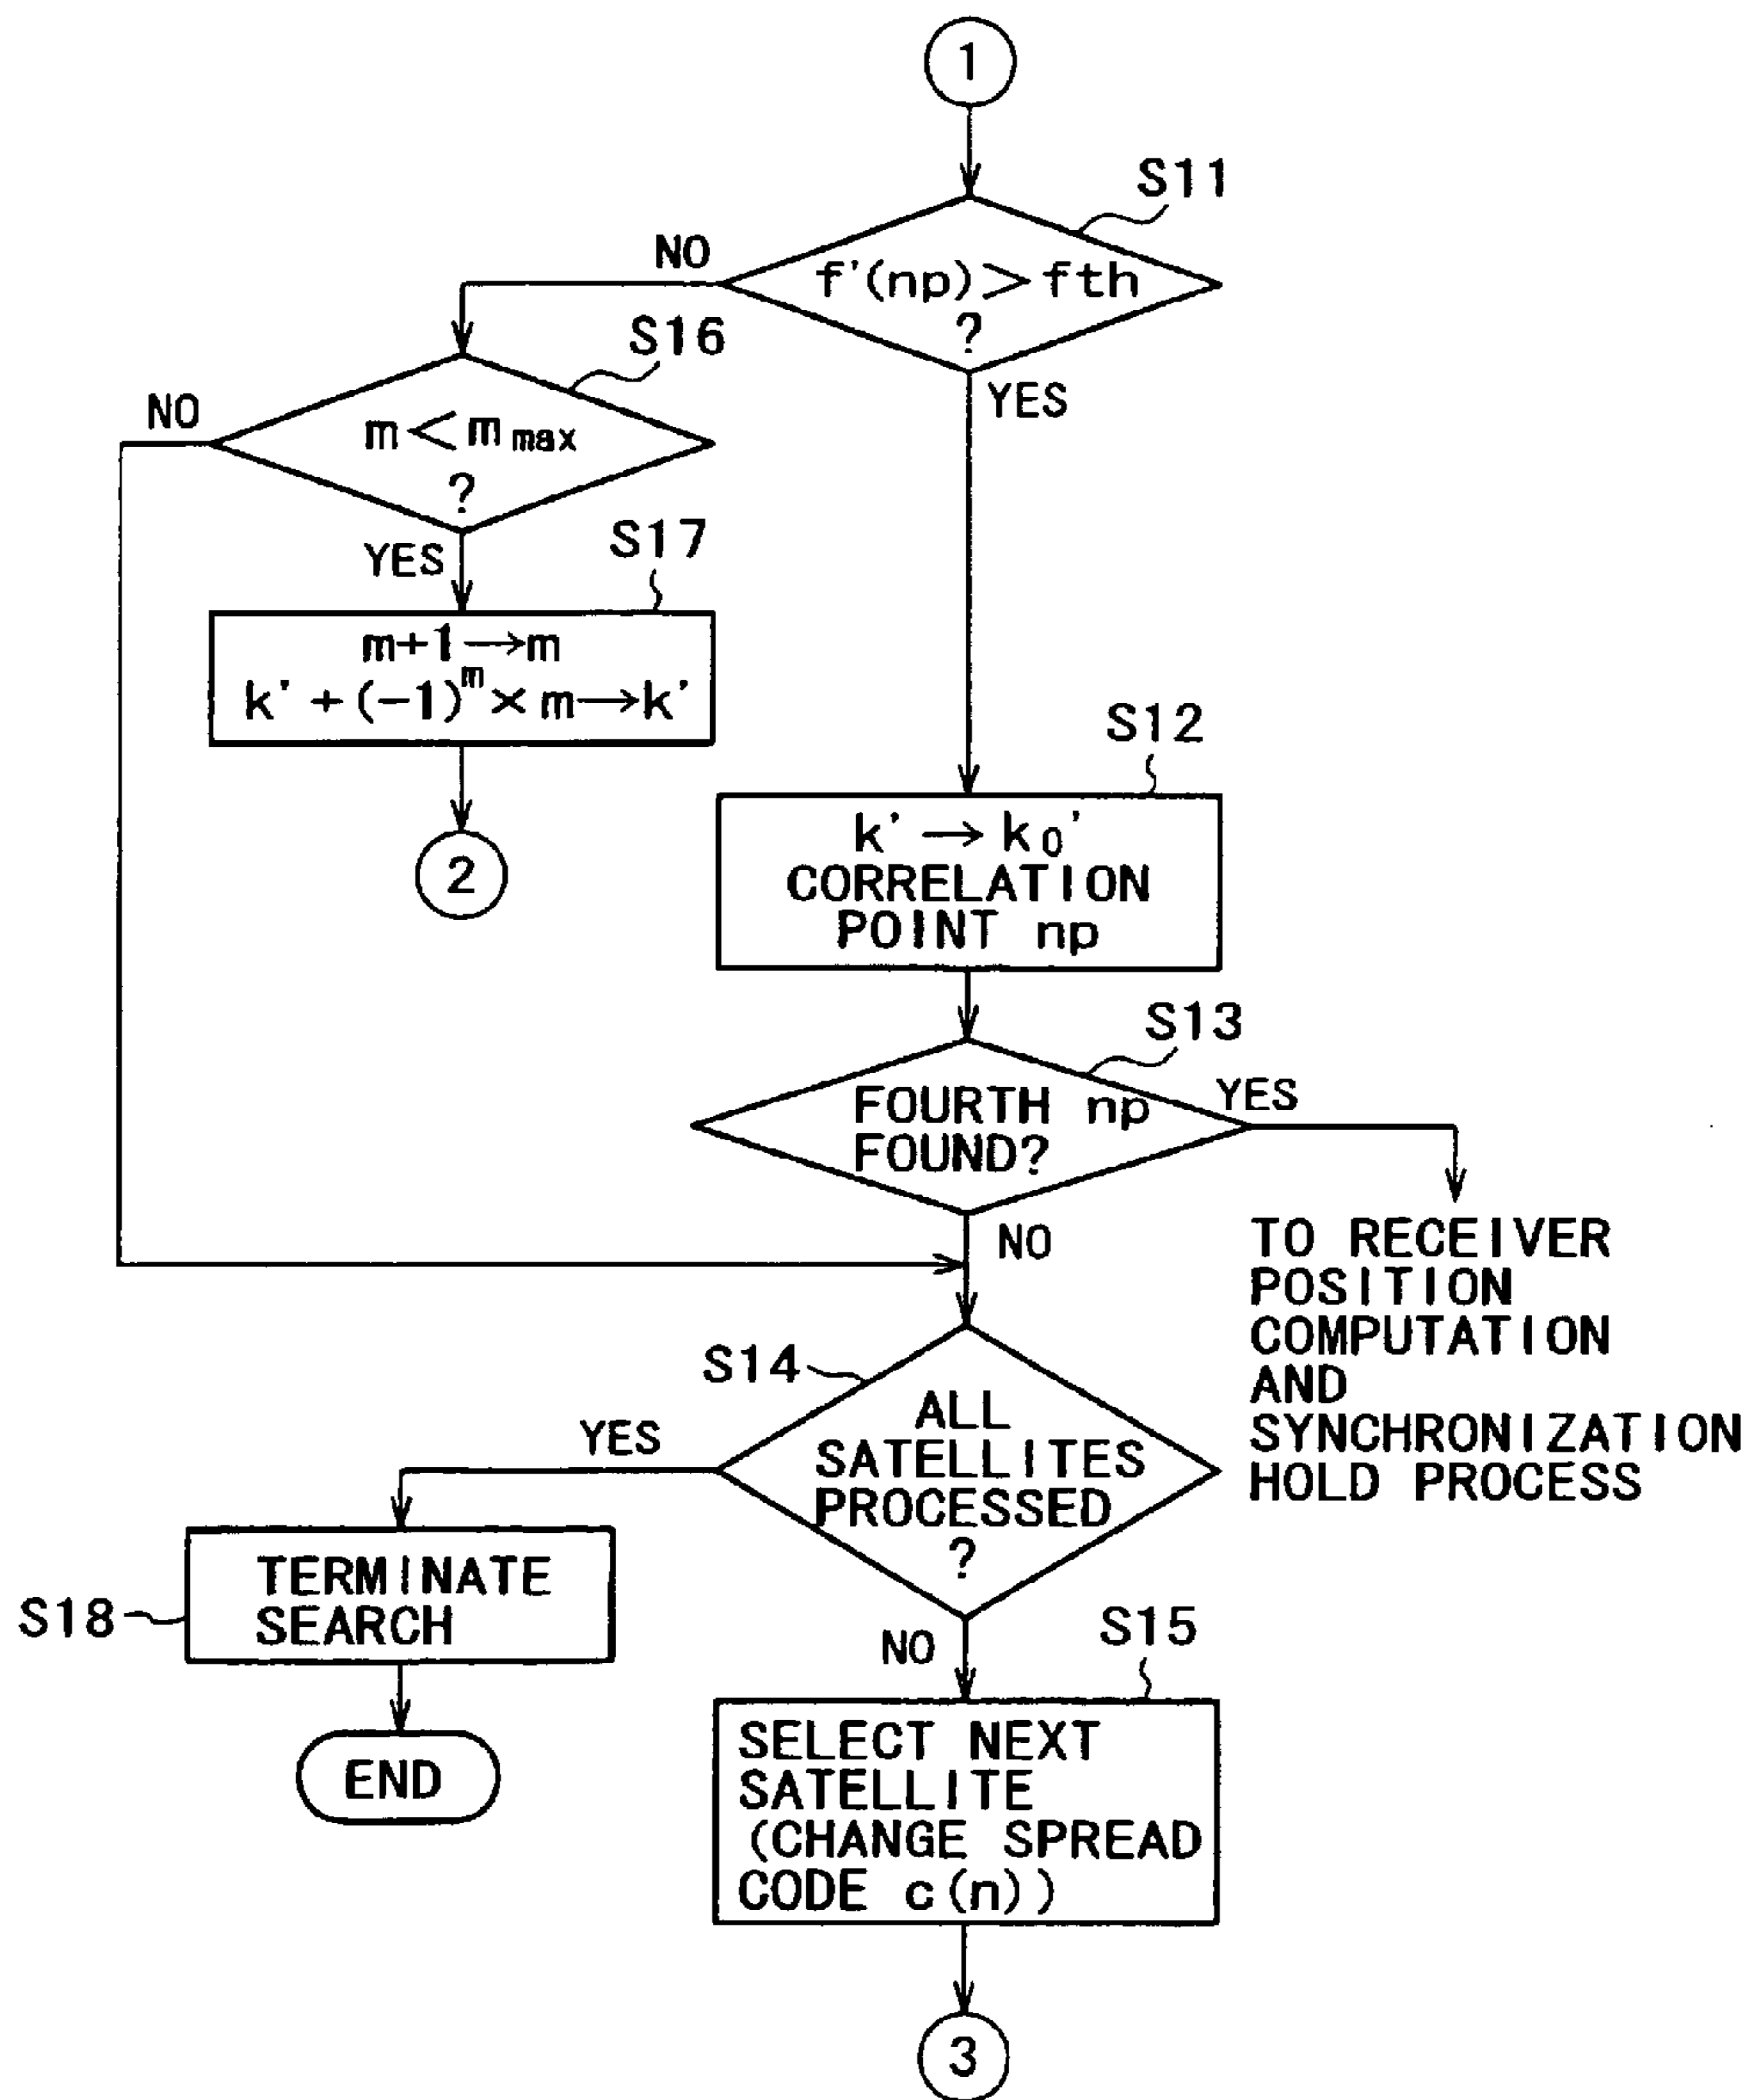 1
S11
NO
f'(np)>fth
?
YES
S16
NO
m<mmax
?
YES
S17
m+1→m
k'+(-1)^m×m→k'
2
S12
k'→k0'
CORRELATION
POINT np
S13
FOURTH np
FOUND?
YES
NO
TO RECEIVER
POSITION
COMPUTATION
AND
SYNCHRONIZATION
HOLD PROCESS
S14
ALL
SATELLITES
PROCESSED
?
YES
S18
TERMINATE
SEARCH
END
NO
S15
SELECT NEXT
SATELLITE
(CHANGE SPREAD
CODE c(n))
3